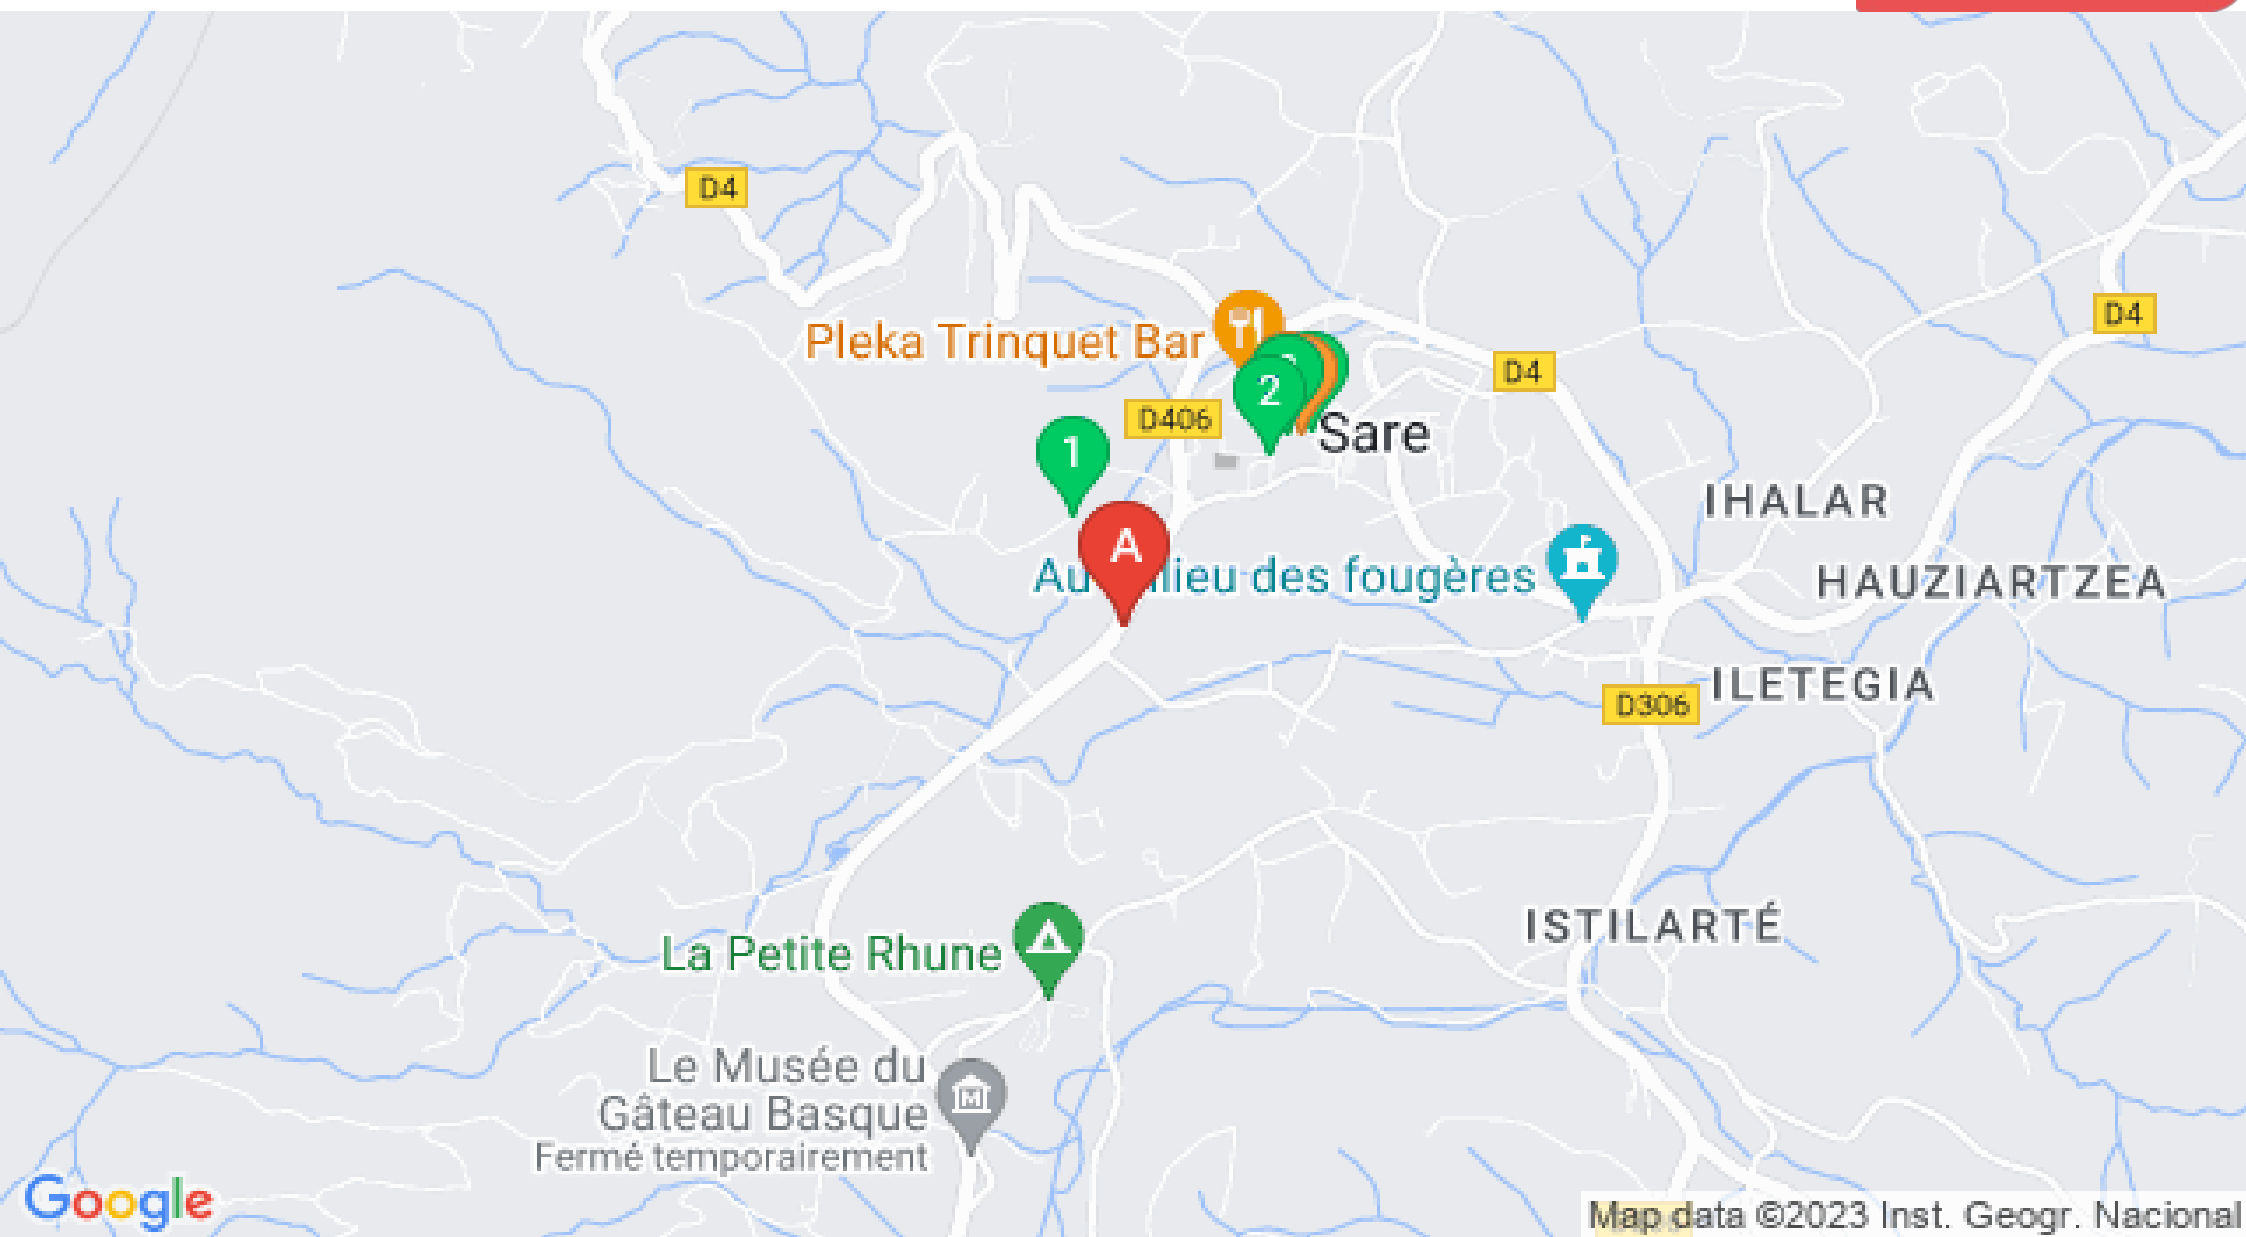 D4
D4
Pleka Trinquet Bar
D4
2
D406
Sare
1
IHALAR
A
lieu des fougères
HAUZIARTZEA
ILETEGIA
D306
ISTILARTÉ
La Petite Rhune
Le Musée du
Gâteau Basque
Fermé temporairement
Google
Map data ©2023 Inst. Geogr. Nacional